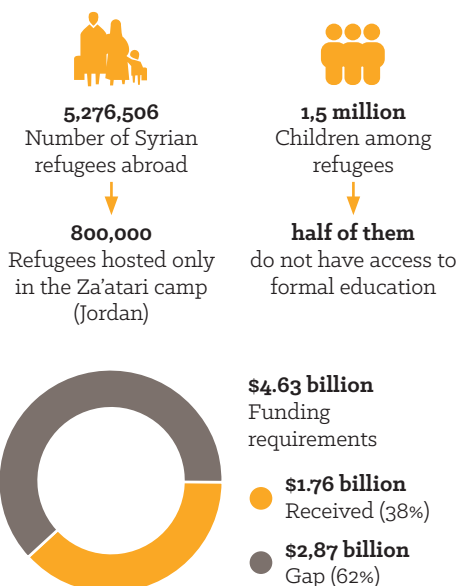 5,276,506
Number of Syrian
refugees abroad
800,000
Refugees hosted only
in the Za'atari camp
(Jordan)
1,5 million
Children among
refugees
half of them
do not have access to
formal education
$4.63 billion
Funding
requirements
$1.76 billion
Received (38%)
$2,87 billion
Gap (62%)